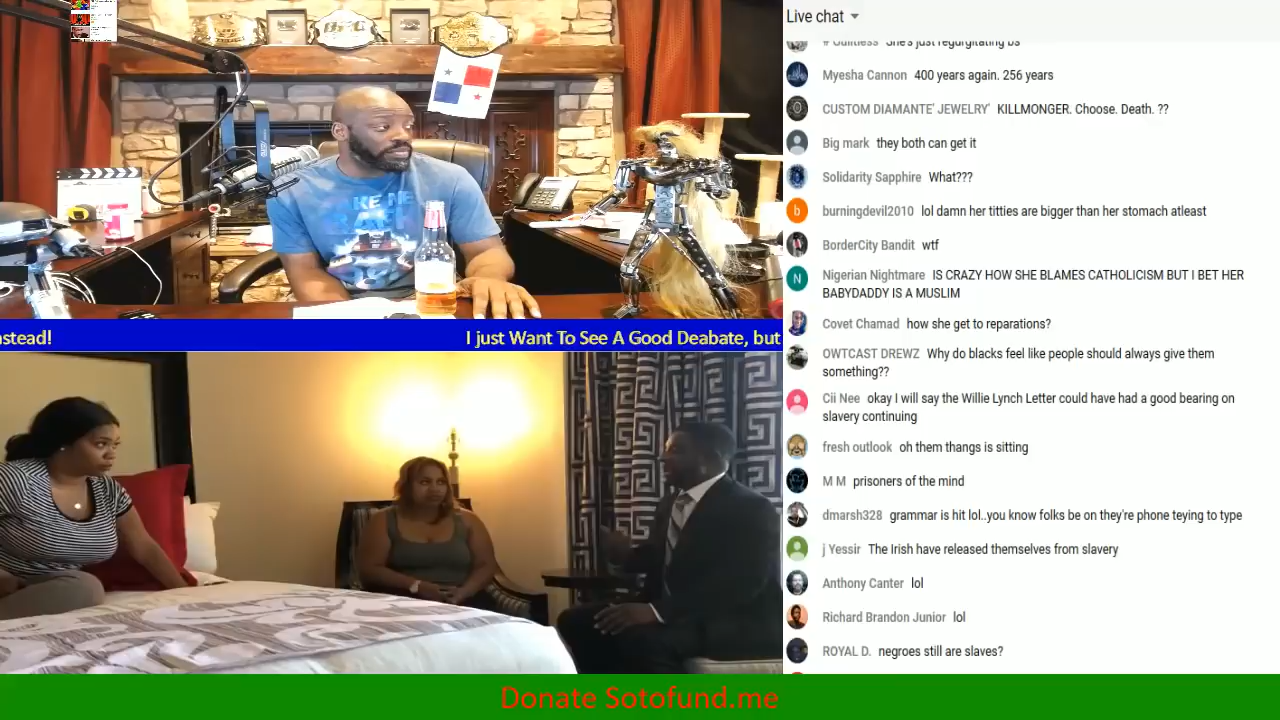 Live chat
# Guiltless She's just regurgitating bs
Myesha Cannon 400 years again. 256 years
CUSTOM DIAMANTE' JEWELRY' KILLMONGER. Choose. Death. ??
Big mark they both can get it
Solidarity Sapphire What???
burningdevil2010 lol damn her titties are bigger than her stomach atleast
BorderCity Bandit wtf
Nigerian Nightmare IS CRAZY HOW SHE BLAMES CATHOLICISM BUT I BET HER
BABYDADDY IS A MUSLIM
Covet Chamad how she get to reparations?
OWTCAST DREWZ Why do blacks feel like people should always give them
something??
Cii Nee okay I will say the Willie Lynch Letter could have had a good bearing on
slavery continuing
fresh outlook oh them thangs is sitting
M M prisoners of the mind
dmarsh328 grammar is hit lol..you know folks be on they're phone teying to type
j Yessir The Irish have released themselves from slavery
Anthony Canter lol
Richard Brandon Junior lol
ROYAL D. negroes still are slaves?
nstead! I just Want To See A Good Deabate, but
Donate Sotofund.me